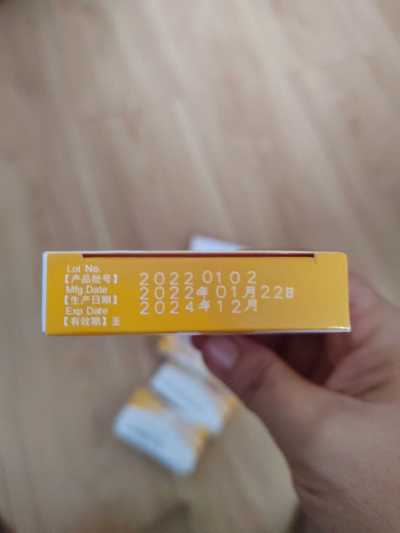 Lot No.
【产品批号】 20220102
Mfg Date
【生产日期】 2022年01月22日
Exp Date
【有效期】至 2024年12月